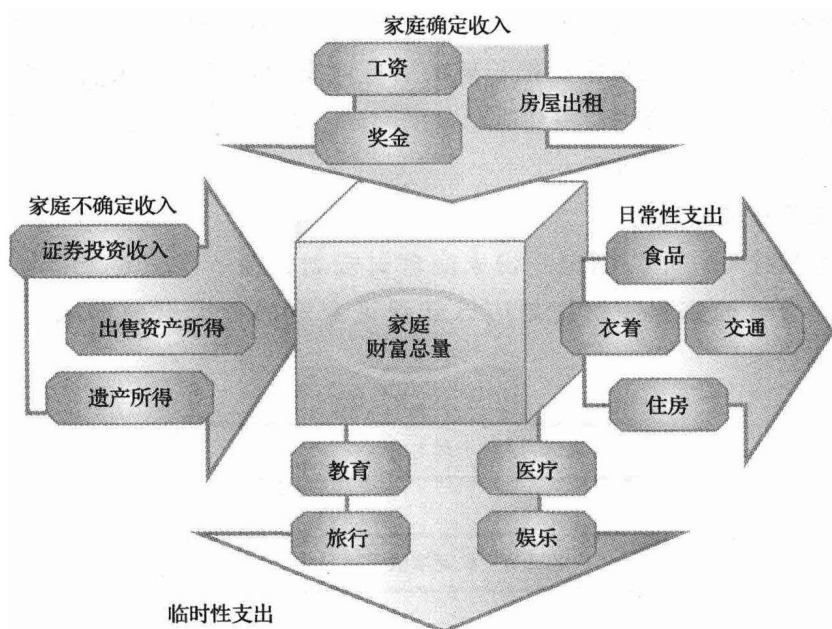 家庭确定收入
工资
房屋出租
奖金
家庭不确定收入
证券投资收入
出售资产所得
遗产所得
家庭
财富总量
日常性支出
食品
衣着
交通
住房
教育
医疗
旅行
娱乐
临时性支出